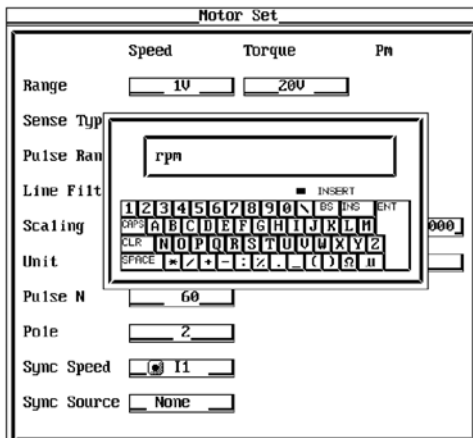 Motor Set
Speed Torque Pm
Range 1V 20V
Sense Typ
Pulse Ran
rpm
Line Filt
INSERT
1 2 3 4 5 6 7 8 9 0 \ BS INS ENT
Scaling CAPS A B C D E F G H I J K L M 000
CLR N O P Q R S T U V W X Y Z
Unit SPACE * / + - : % . _ ( ) Ω µ
Pulse N 60
Pole 2
Sync Speed I1
Sync Source None